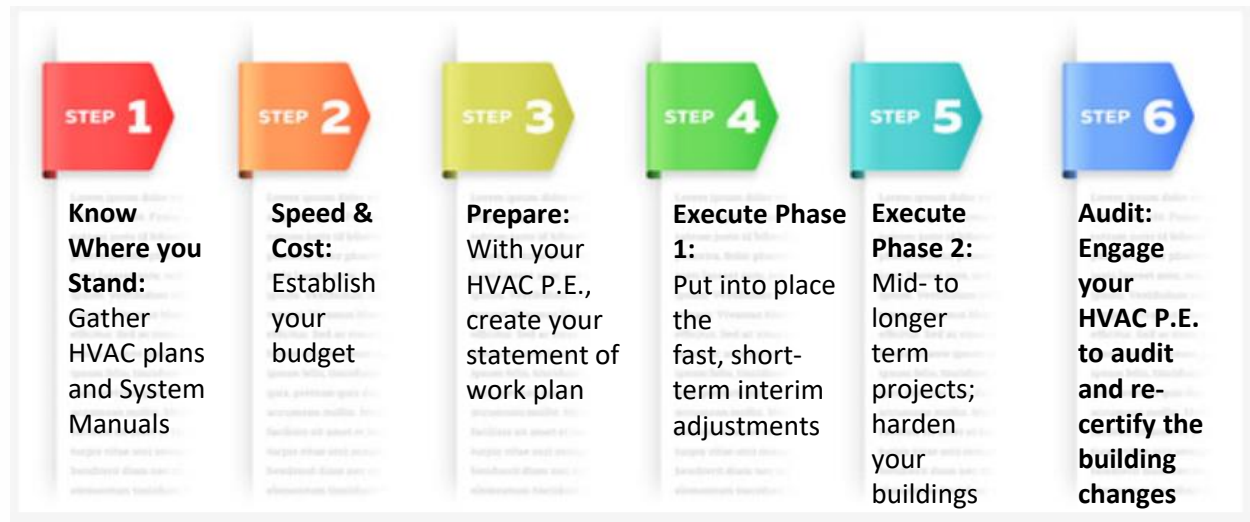 STEP 1
Know
Where you
Stand:
Gather
HVAC plans
and System
Manuals
STEP 2
Speed &
Cost:
Establish
your
budget
STEP 3
Prepare:
With your
HVAC P.E.,
create your
statement of
work plan
STEP 4
Execute Phase
1:
Put into place
the
fast, short-
term interim
adjustments
STEP 5
Execute
Phase 2:
Mid- to
longer
term
projects;
harden
your
buildings
STEP 6
Audit:
Engage
your
HVAC P.E.
to audit
and re-
certify the
building
changes